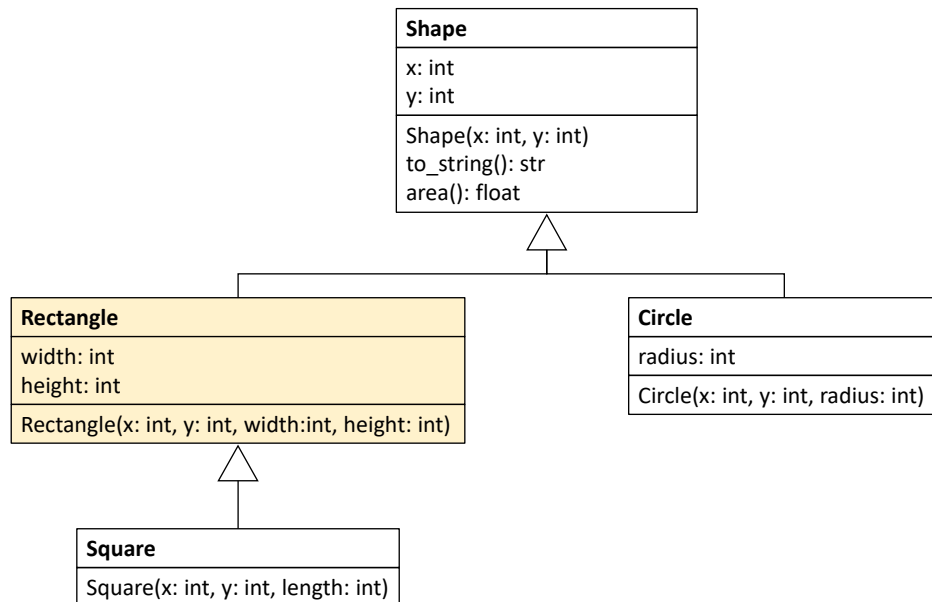 Shape
x: int
y: int
Shape(x: int, y: int)
to_string(): str
area(): float
Rectangle
width: int
height: int
Rectangle(x: int, y: int, width:int, height: int)
Circle
radius: int
Circle(x: int, y: int, radius: int)
Square
Square(x: int, y: int, length: int)